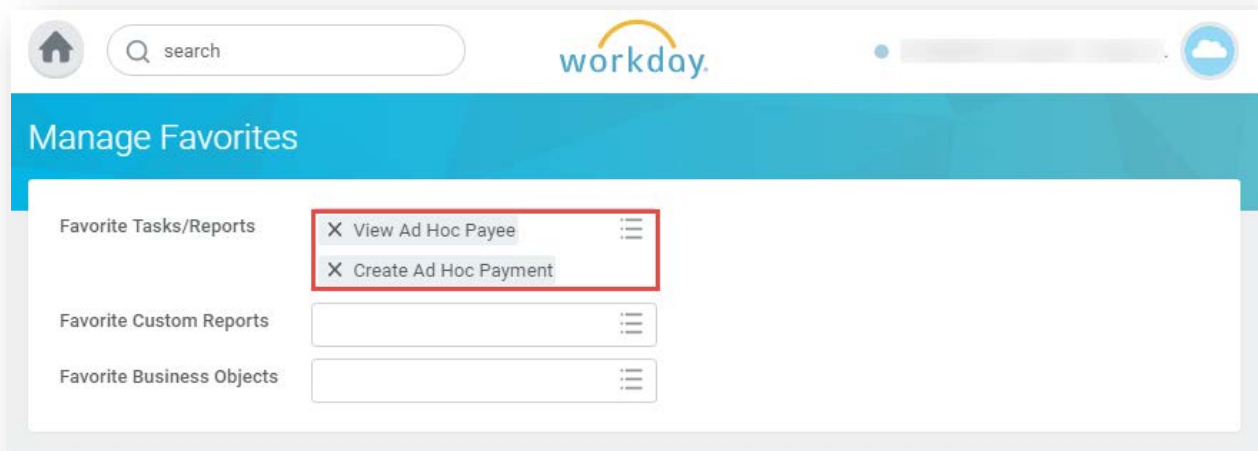 search
workday.
Manage Favorites
Favorite Tasks/Reports
View Ad Hoc Payee
Create Ad Hoc Payment
Favorite Custom Reports
Favorite Business Objects